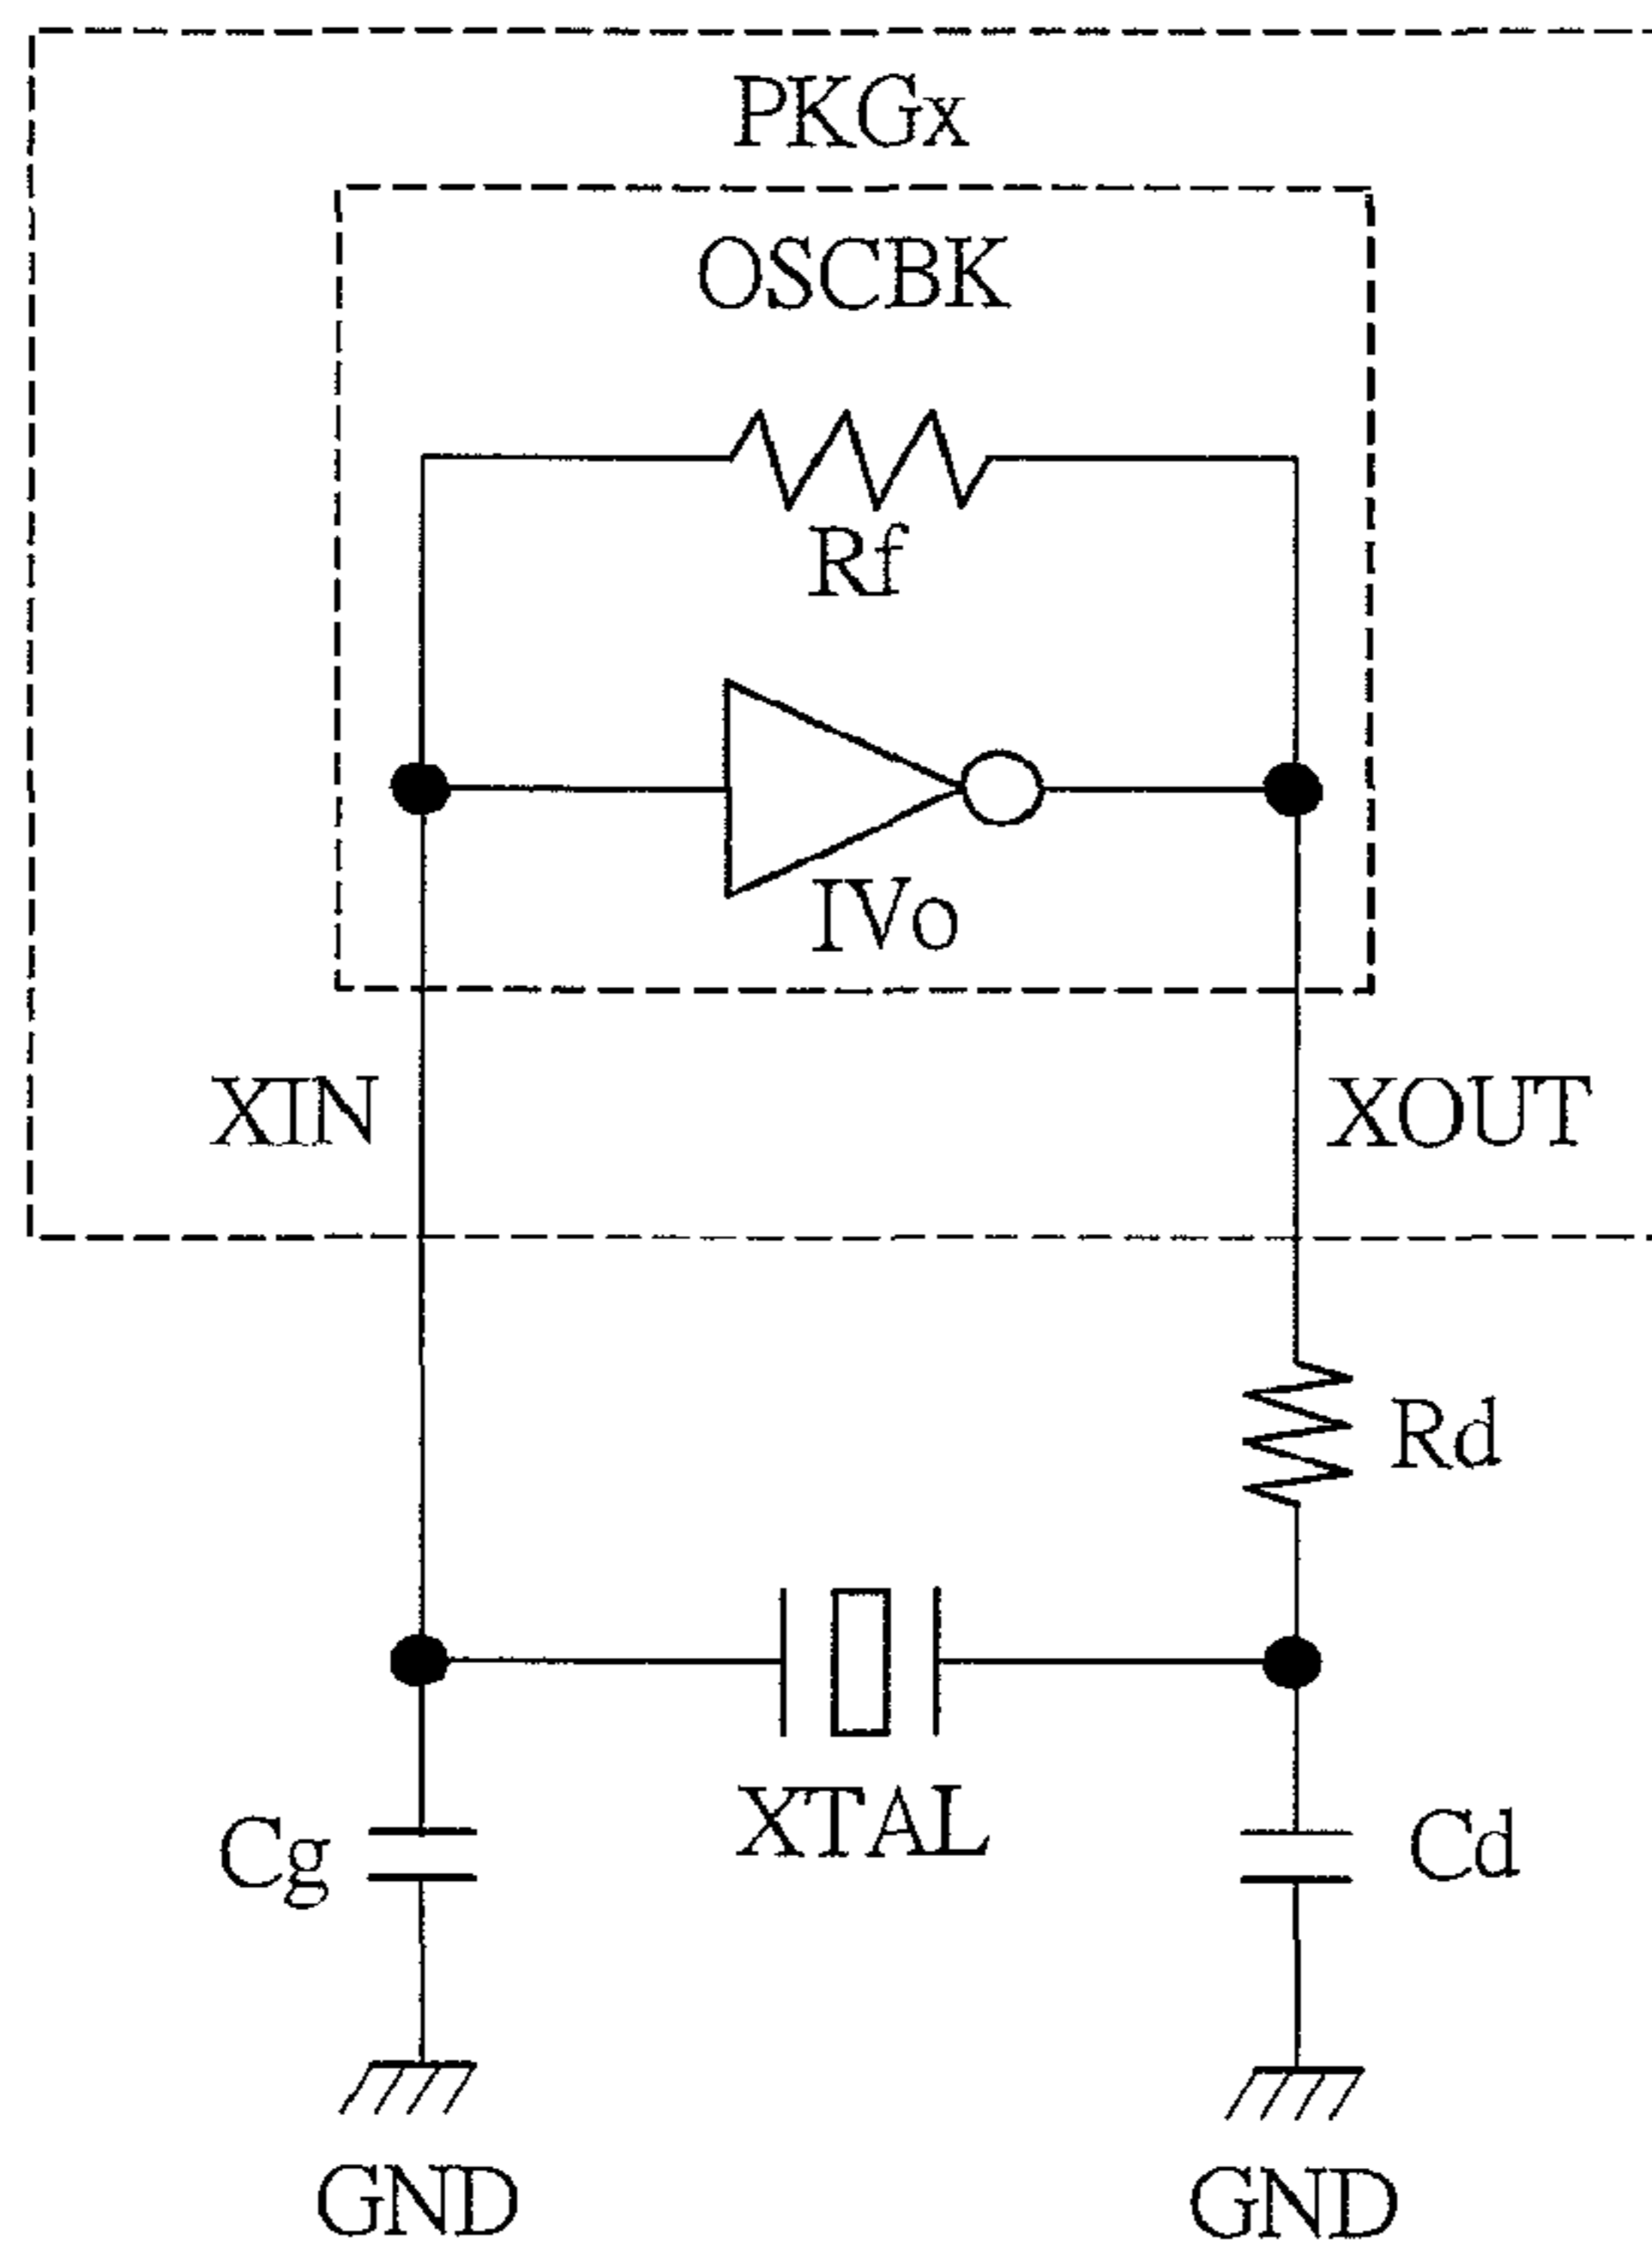 PKGx
OSCBK
Rf
IVo
XIN
XOUT
Rd
XTAL
Cg
Cd
GND
GND